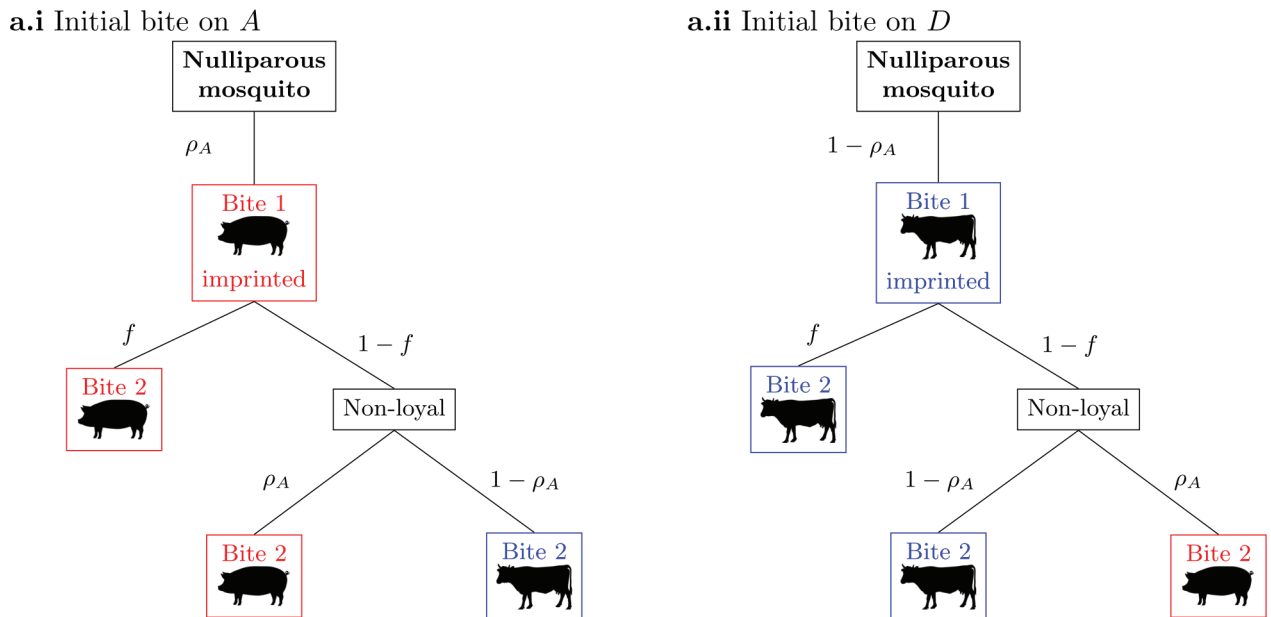 a.i Initial bite on A
Nulliparous
mosquito
ρ_A
Bite 1
imprinted
f
1 − f
Bite 2
Non-loyal
ρ_A
1 − ρ_A
Bite 2
Bite 2
a.ii Initial bite on D
Nulliparous
mosquito
1 − ρ_A
Bite 1
imprinted
f
1 − f
Bite 2
Non-loyal
1 − ρ_A
ρ_A
Bite 2
Bite 2